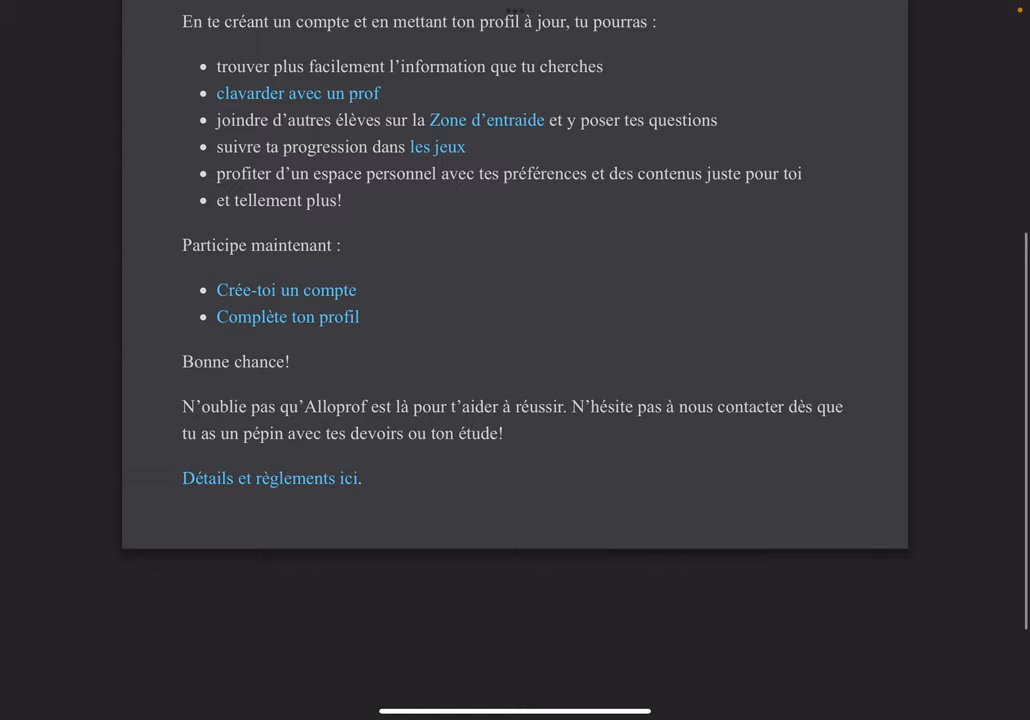 En te créant un compte et en mettant ton profil à jour, tu pourras :
trouver plus facilement l’information que tu cherches
clavarder avec un prof
joindre d’autres élèves sur la Zone d’entraide et y poser tes questions
suivre ta progression dans les jeux
profiter d’un espace personnel avec tes préférences et des contenus juste pour toi
et tellement plus!
Participe maintenant :
Crée-toi un compte
Complète ton profil
Bonne chance!
N’oublie pas qu’Alloprof est là pour t’aider à réussir. N’hésite pas à nous contacter dès que
tu as un pépin avec tes devoirs ou ton étude!
Détails et règlements ici.